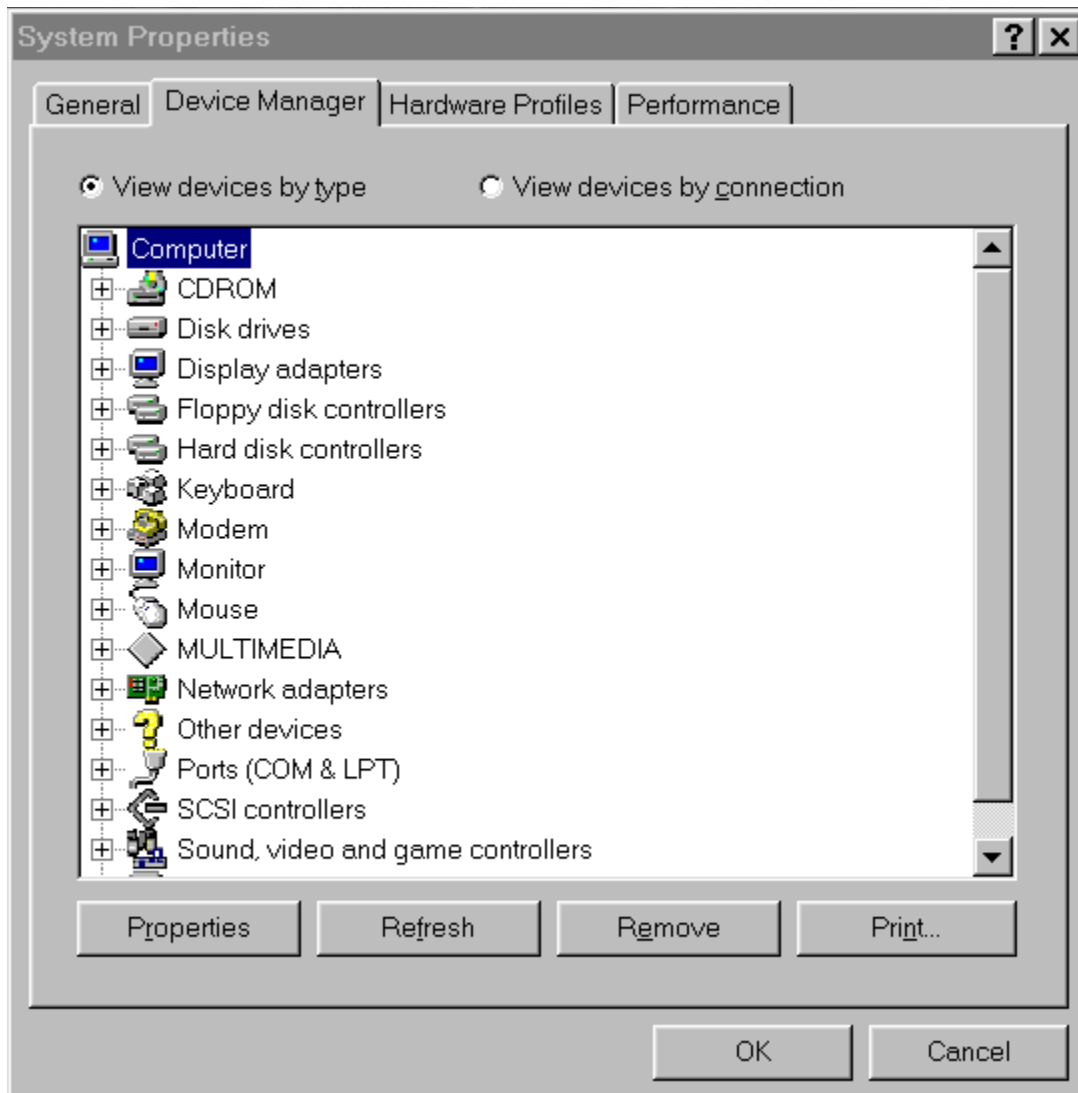 System Properties
General Device Manager Hardware Profiles Performance
View devices by type View devices by connection
Computer
CDROM
Disk drives
Display adapters
Floppy disk controllers
Hard disk controllers
Keyboard
Modem
Monitor
Mouse
MULTIMEDIA
Network adapters
Other devices
Ports (COM & LPT)
SCSI controllers
Sound, video and game controllers
Properties Refresh Remove Print...
OK Cancel